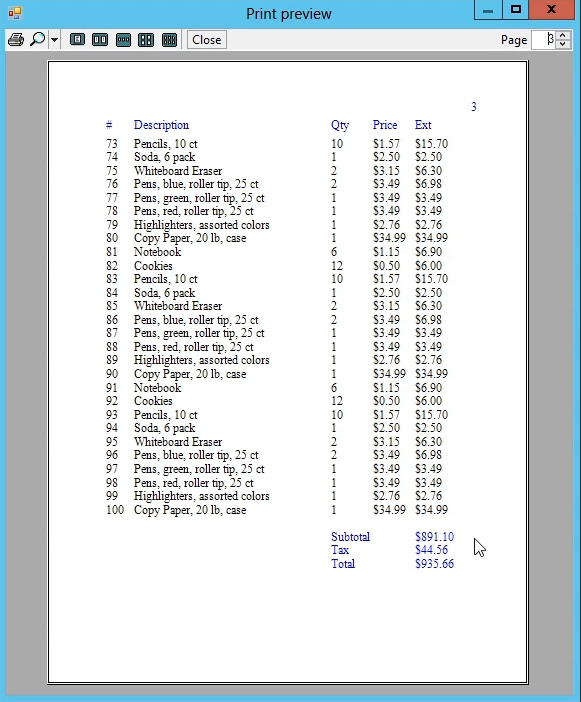 Print preview
Close Page 3
3
# Description Qty Price Ext
73 Pencils, 10 ct 10 $1.57 $15.70
74 Soda, 6 pack 1 $2.50 $2.50
75 Whiteboard Eraser 2 $3.15 $6.30
76 Pens, blue, roller tip, 25 ct 2 $3.49 $6.98
77 Pens, green, roller tip, 25 ct 1 $3.49 $3.49
78 Pens, red, roller tip, 25 ct 1 $3.49 $3.49
79 Highlighters, assorted colors 1 $2.76 $2.76
80 Copy Paper, 20 lb, case 1 $34.99 $34.99
81 Notebook 6 $1.15 $6.90
82 Cookies 12 $0.50 $6.00
83 Pencils, 10 ct 10 $1.57 $15.70
84 Soda, 6 pack 1 $2.50 $2.50
85 Whiteboard Eraser 2 $3.15 $6.30
86 Pens, blue, roller tip, 25 ct 2 $3.49 $6.98
87 Pens, green, roller tip, 25 ct 1 $3.49 $3.49
88 Pens, red, roller tip, 25 ct 1 $3.49 $3.49
89 Highlighters, assorted colors 1 $2.76 $2.76
90 Copy Paper, 20 lb, case 1 $34.99 $34.99
91 Notebook 6 $1.15 $6.90
92 Cookies 12 $0.50 $6.00
93 Pencils, 10 ct 10 $1.57 $15.70
94 Soda, 6 pack 1 $2.50 $2.50
95 Whiteboard Eraser 2 $3.15 $6.30
96 Pens, blue, roller tip, 25 ct 2 $3.49 $6.98
97 Pens, green, roller tip, 25 ct 1 $3.49 $3.49
98 Pens, red, roller tip, 25 ct 1 $3.49 $3.49
99 Highlighters, assorted colors 1 $2.76 $2.76
100 Copy Paper, 20 lb, case 1 $34.99 $34.99
Subtotal $891.10
Tax $44.56
Total $935.66